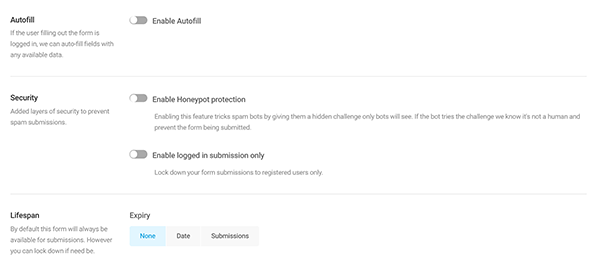 Autofill
If the user filling out the form is
logged in, we can auto-fill fields with
any available data.
Enable Autofill
Security
Added layers of security to prevent
spam submissions.
Enable Honeypot protection
Enabling this feature tricks spam bots by giving them a hidden challenge only bots will see. If the bot tries the challenge we know it's not a human and
prevent the form being submitted.
Enable logged in submission only
Lock down your form submissions to registered users only.
Lifespan
By default this form will always be
available for submissions. However
you can lock down if need be.
Expiry
None Date Submissions